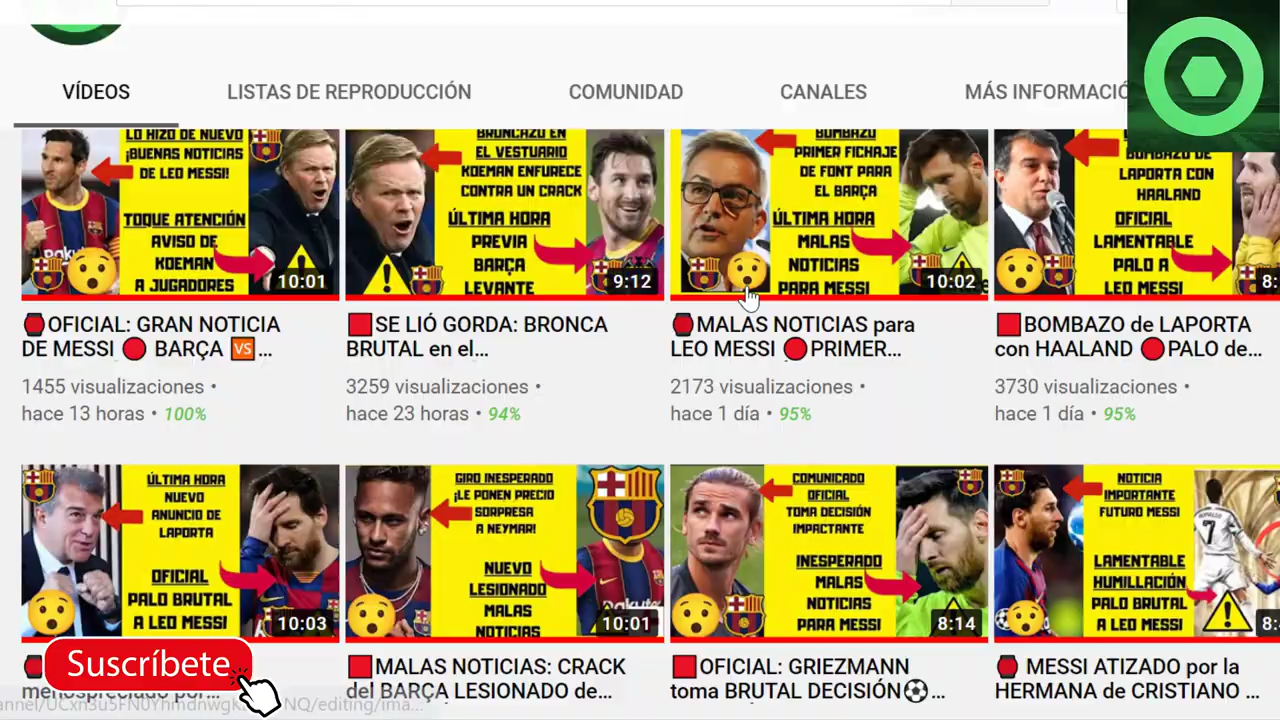 VÍDEOS
LISTAS DE REPRODUCCIÓN
COMUNIDAD
CANALES
MÁS INFORMACIÓ
LO HIZO DE NUEVO
¡BUENAS NOTICIAS
DE LEO MESSI!
TOQUE ATENCIÓN
AVISO DE
KOEMAN
A JUGADORES
10:01
BRONCAZO EN
EL VESTUARIO
KOEMAN ENFURECE
CONTRA UN CRACK
ÚLTIMA HORA
PREVIA
BARÇA
LEVANTE
9:12
BOMBAZO
PRIMER FICHAJE
DE FONT PARA
EL BARÇA
ÚLTIMA HORA
MALAS
NOTICIAS
PARA MESSI
10:02
BOMBAZO DE
LAPORTA CON
HAALAND
OFICIAL
LAMENTABLE
PALO A
LEO MESSI
8:
OFICIAL: GRAN NOTICIA
DE MESSI BARÇA VS ...
1455 visualizaciones •
hace 13 horas • 100%
SE LIÓ GORDA: BRONCA
BRUTAL en el...
3259 visualizaciones •
hace 23 horas • 94%
MALAS NOTICIAS para
LEO MESSI PRIMER...
2173 visualizaciones •
hace 1 día • 95%
BOMBAZO de LAPORTA
con HAALAND PALO de...
3730 visualizaciones •
hace 1 día • 95%
ÚLTIMA HORA
NUEVO
ANUNCIO DE
LAPORTA
OFICIAL
PALO BRUTAL
A LEO MESSI
10:03
GIRO INESPERADO
¡LE PONEN PRECIO
SORPRESA
A NEYMAR!
NUEVO
LESIONADO
MALAS
NOTICIAS
10:01
COMUNICADO
OFICIAL
TOMA DECISIÓN
IMPACTANTE
INESPERADO
MALAS
NOTICIAS
PARA MESSI
8:14
NOTICIA
IMPORTANTE
FUTURO MESSI
LAMENTABLE
HUMILLACIÓN
PALO BRUTAL
A LEO MESSI
RONALDO
7
8:
Suscríbete
menospreciado por...
MALAS NOTICIAS: CRACK
del BARÇA LESIONADO de...
OFICIAL: GRIEZMANN
toma BRUTAL DECISIÓN ...
MESSI ATIZADO por la
HERMANA de CRISTIANO ...